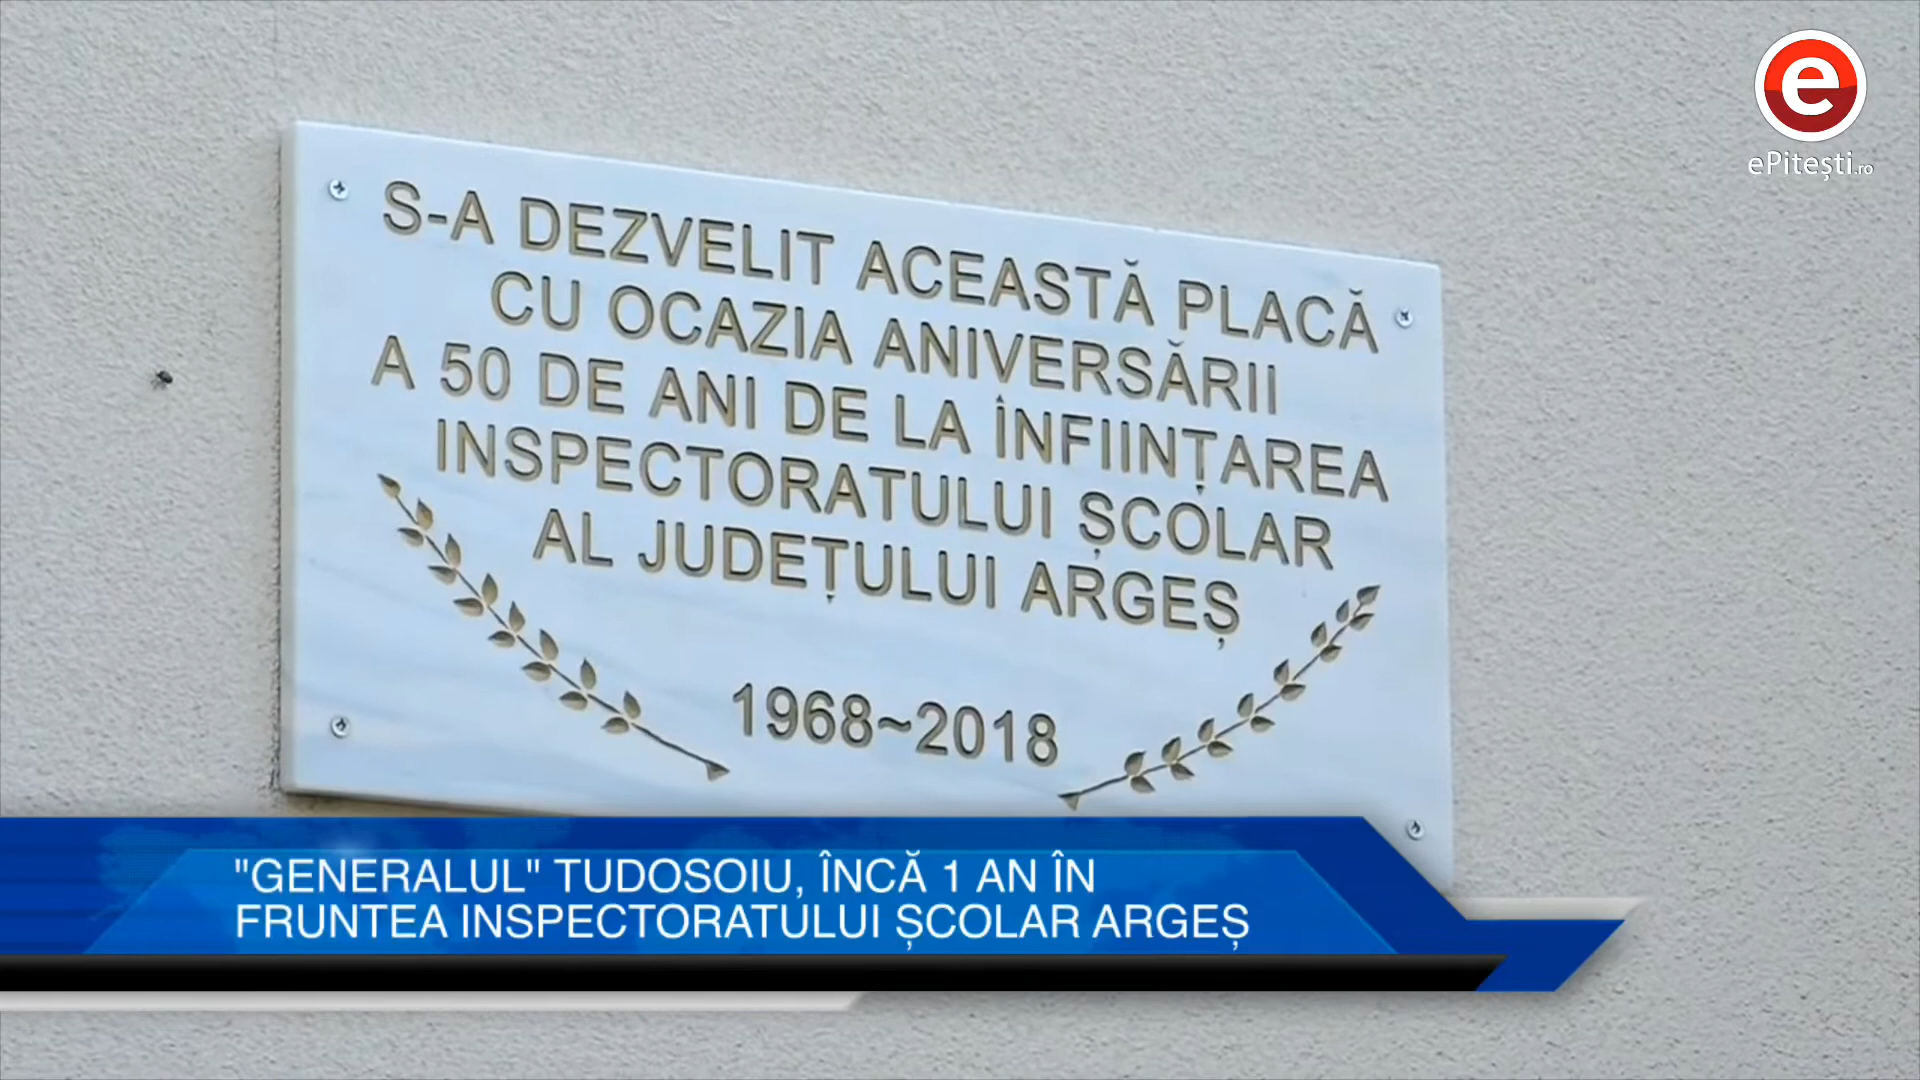 e
ePitești.ro
S-A DEZVELIT ACEASTĂ PLACĂ
CU OCAZIA ANIVERSĂRII
A 50 DE ANI DE LA ÎNFIINȚAREA
INSPECTORATULUI ȘCOLAR
AL JUDEȚULUI ARGEȘ
1968~2018
"GENERALUL" TUDOSOIU, ÎNCĂ 1 AN ÎN
FRUNTEA INSPECTORATULUI ȘCOLAR ARGEȘ